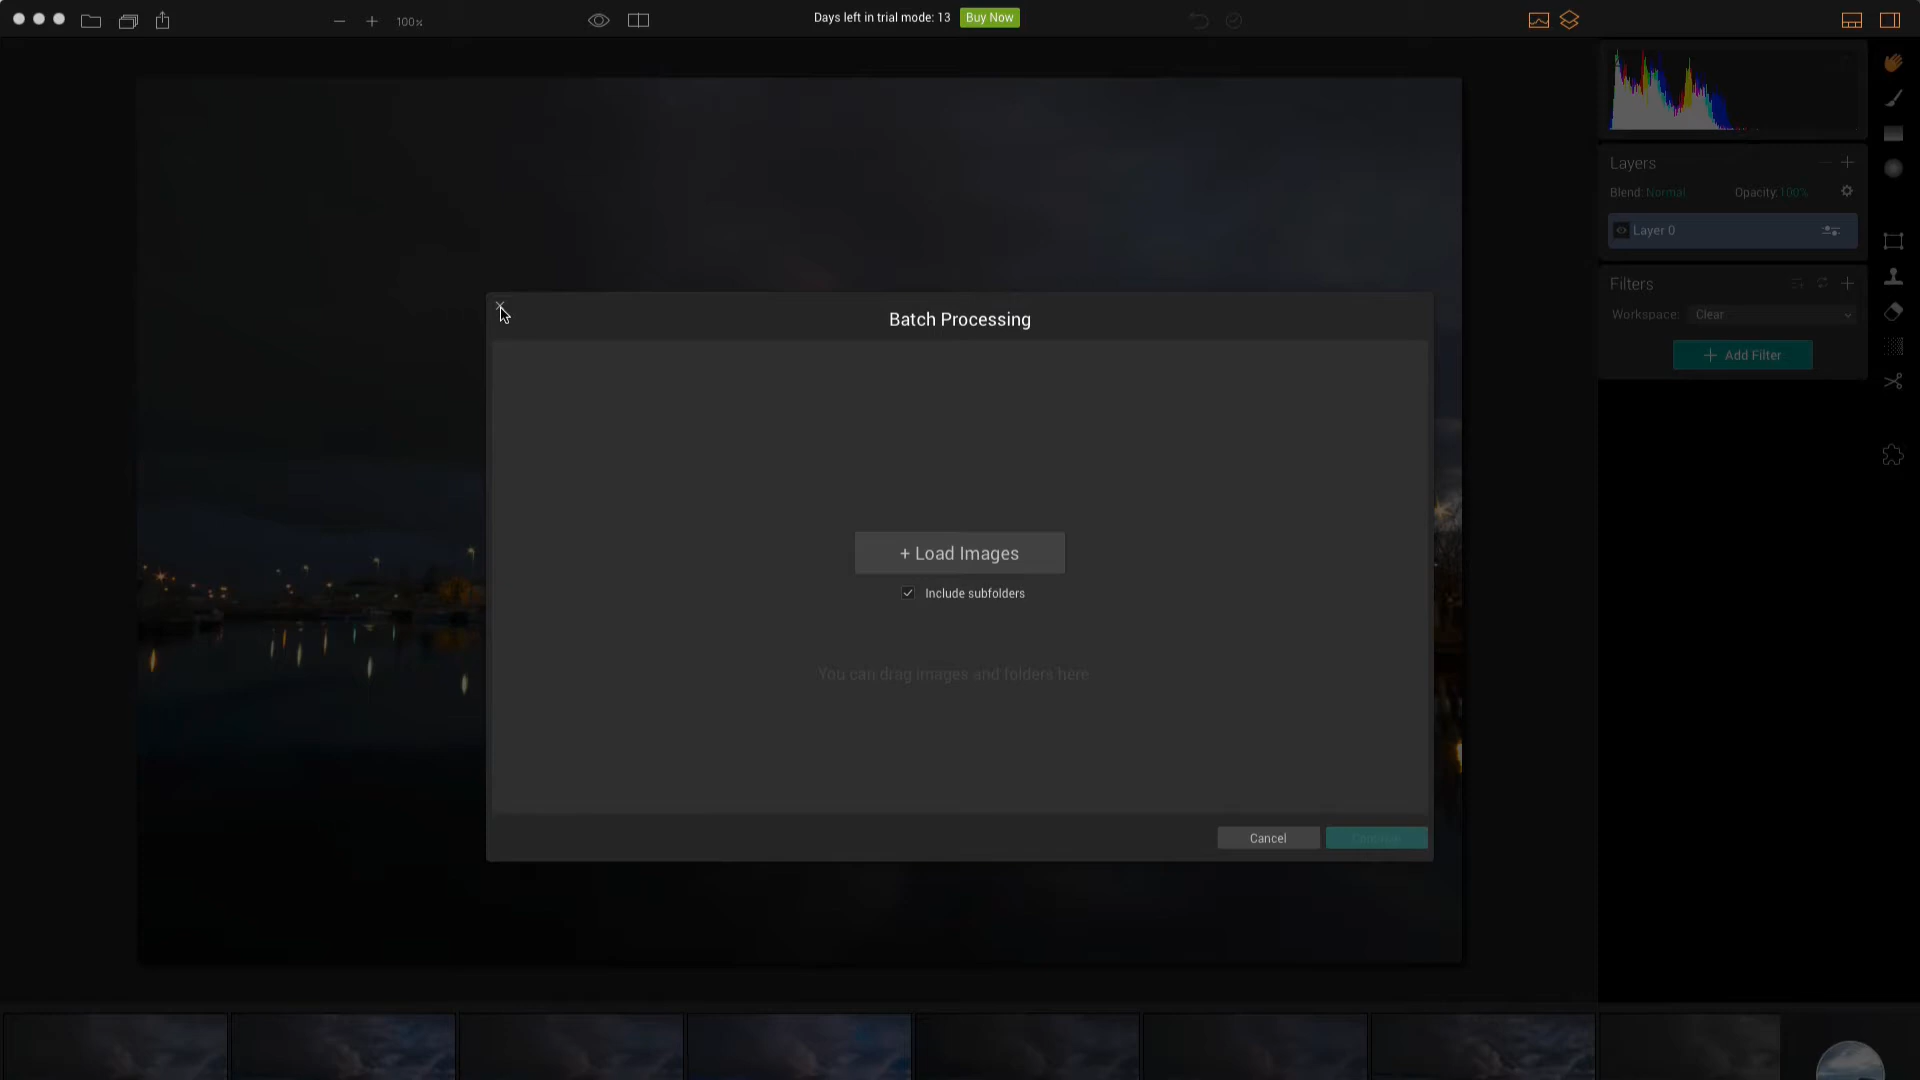 100%
Days left in trial mode: 13
Buy Now
Layers
Blend: Normal
Opacity: 100%
Layer 0
Filters
Workspace: Clear
+ Add Filter
Batch Processing
+ Load Images
Include subfolders
You can drag images and folders here
Cancel